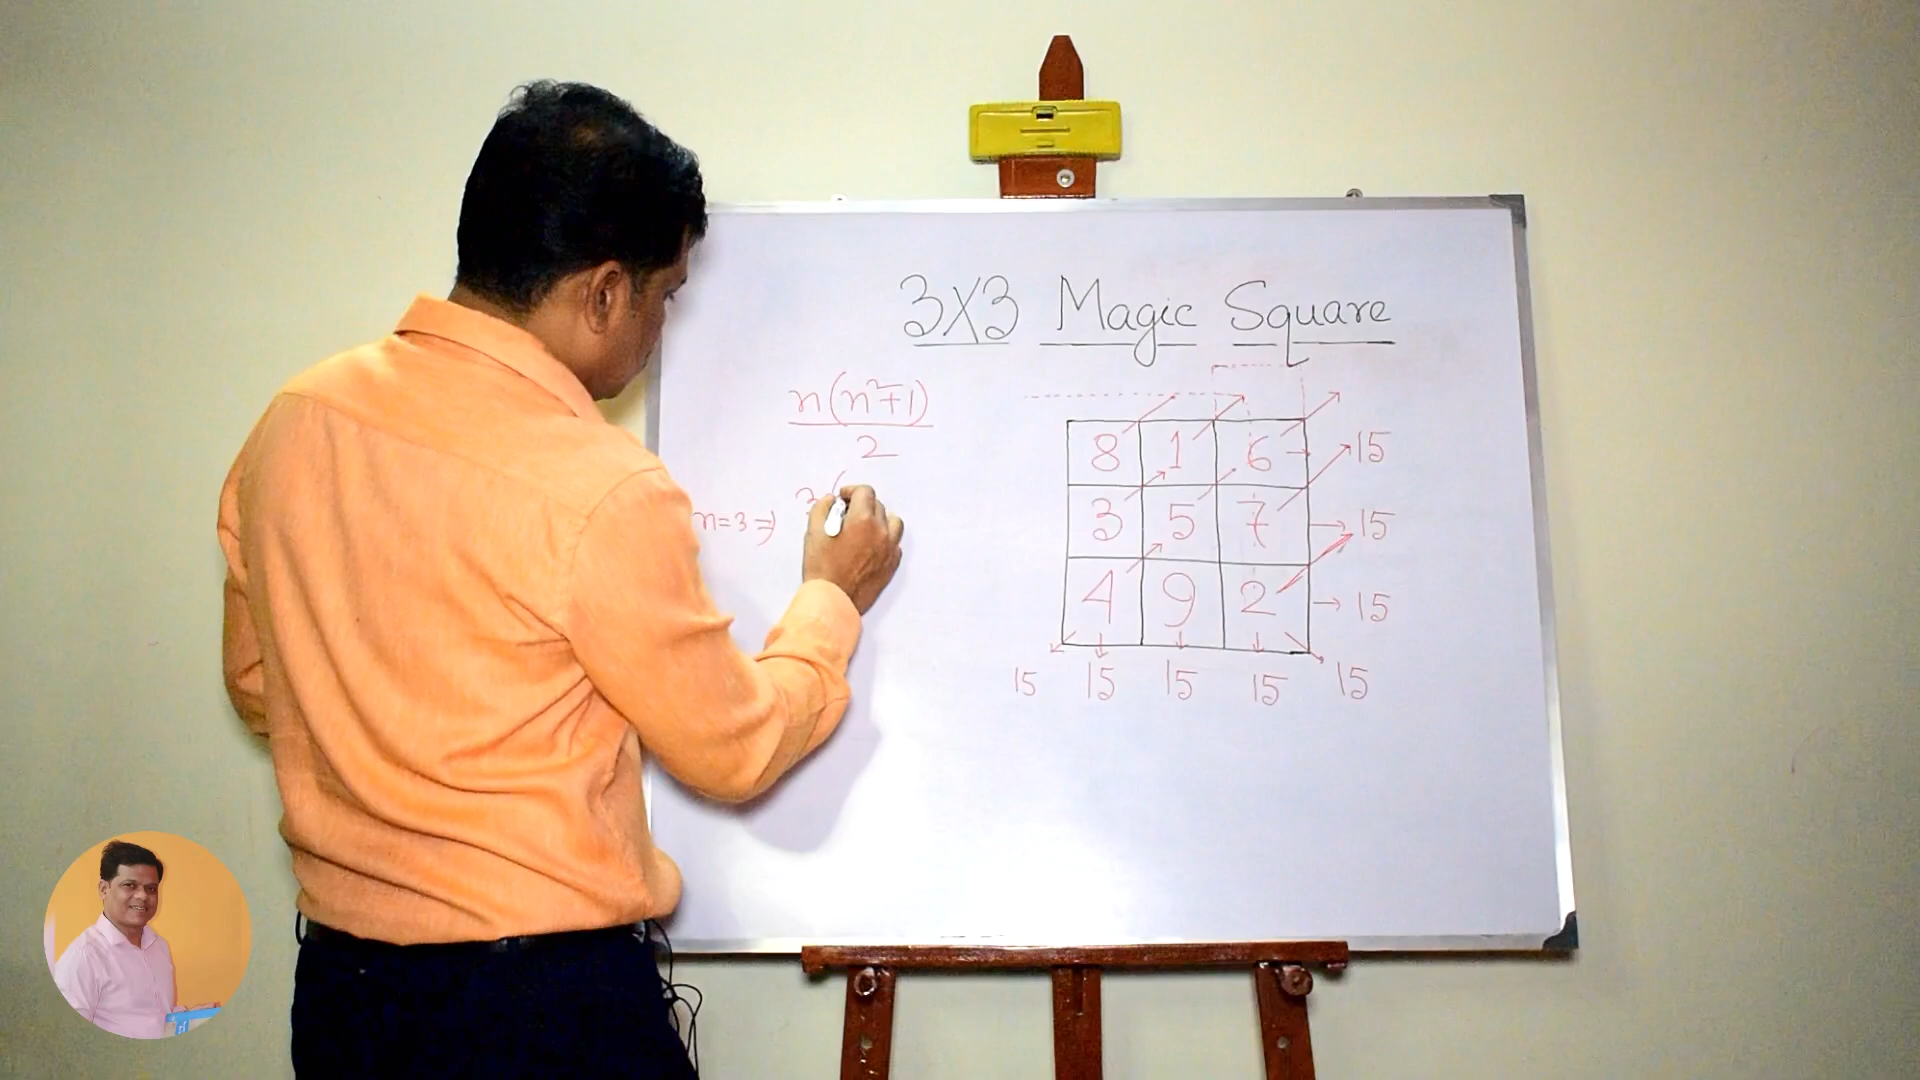 3X3 Magic Square
n(n²+1)
2
n=3 ⇒ 3(
8 1 6 → 15
3 5 7 → 15
4 9 2 → 15
15 15 15 15 15